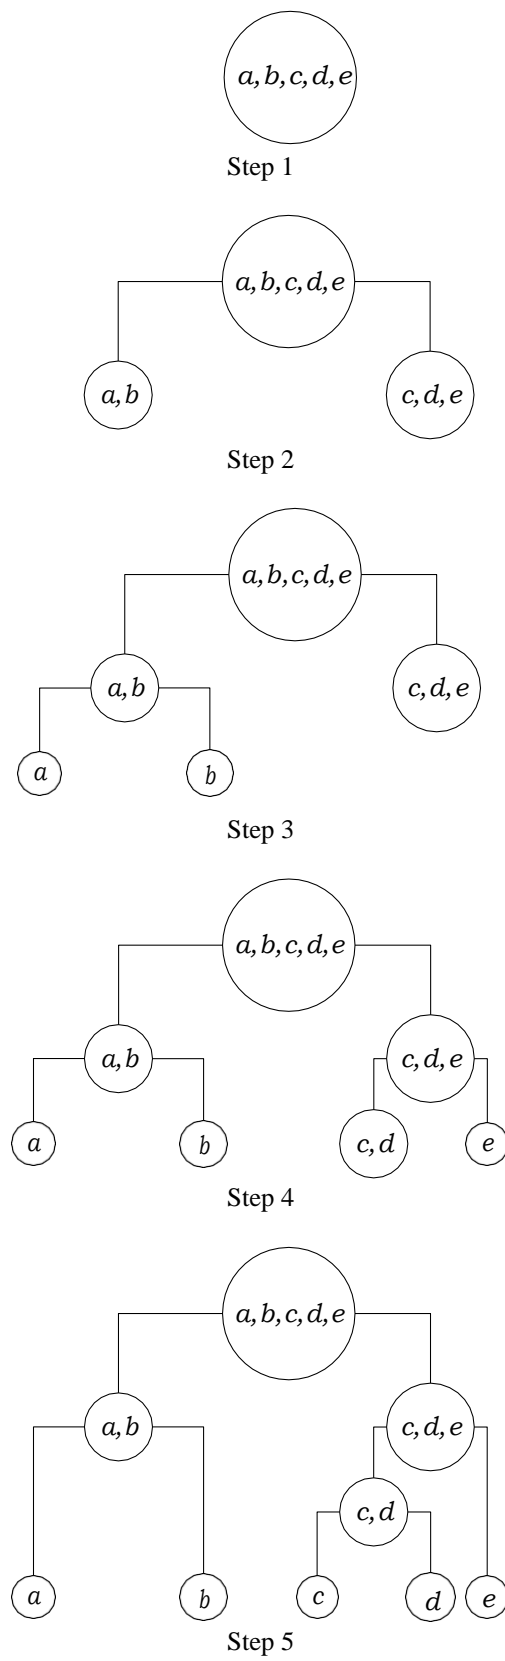 a,b,c,d,e
Step 1
a,b,c,d,e
a,b
c,d,e
Step 2
a,b,c,d,e
a,b
c,d,e
a
b
Step 3
a,b,c,d,e
a,b
c,d,e
a
b
c,d
e
Step 4
a,b,c,d,e
a,b
c,d,e
c,d
a
b
c
d
e
Step 5